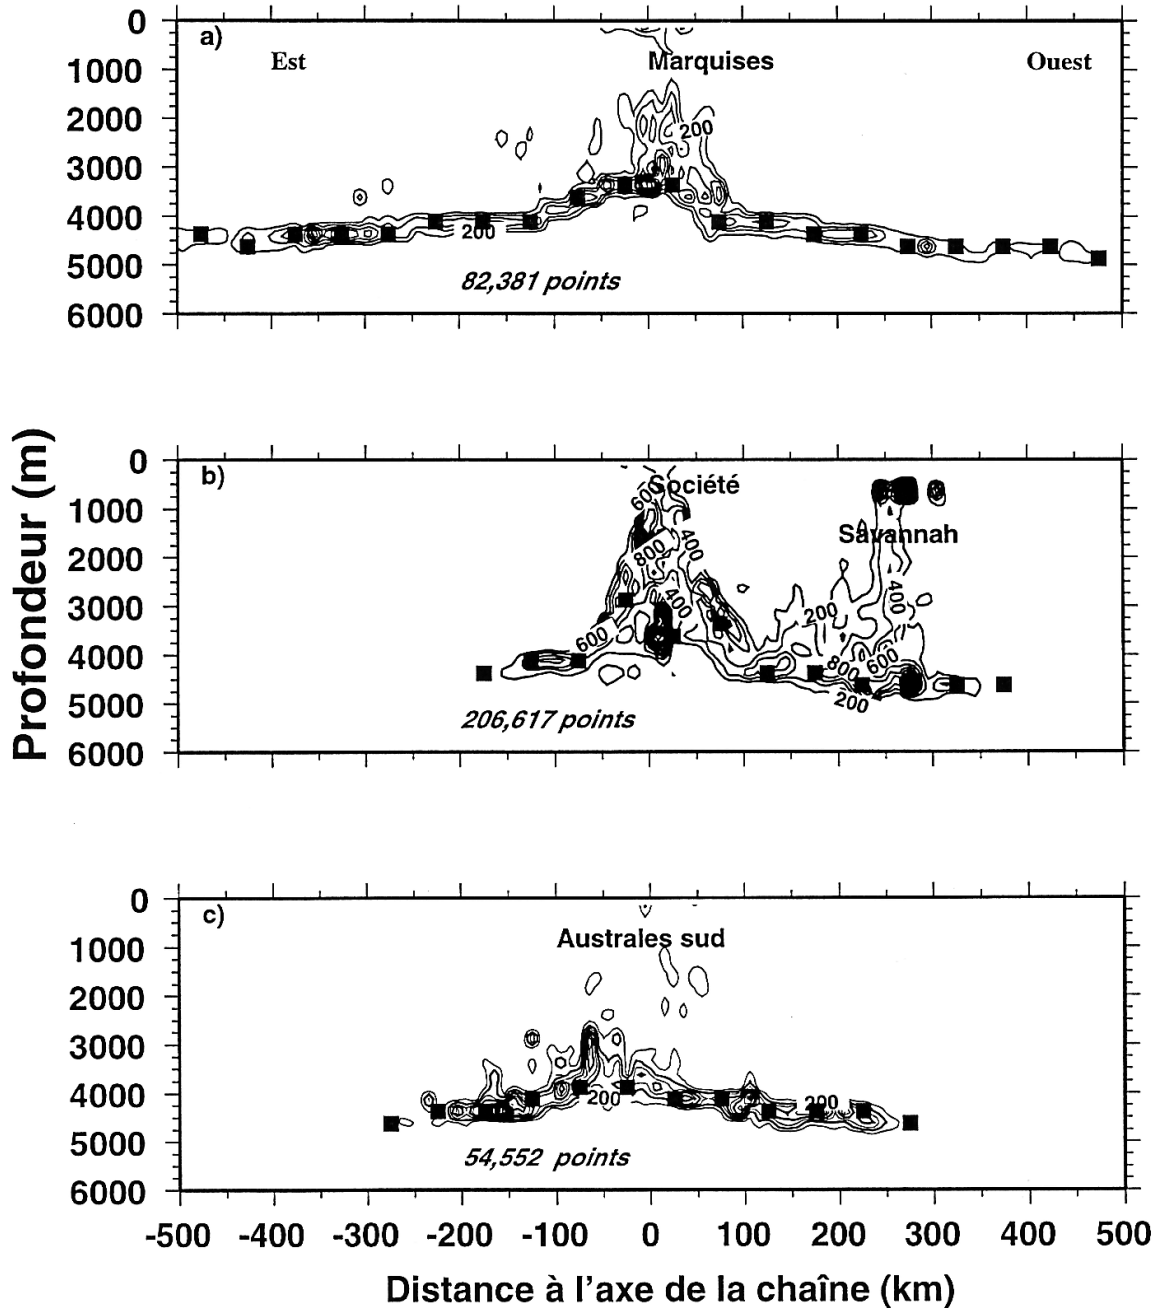 0
a)
Est
Marquises
Ouest
1000
2000
200
3000
4000
200
5000
82,381 points
6000
Profondeur (m)
0
b)
600
Société
1000
Savannah
400
2000
800
3000
400
400
200
600
4000
800
600
5000
200
206,617 points
6000
0
c)
1000
Australes sud
2000
3000
4000
200
200
5000
54,552 points
6000
-500 -400 -300 -200 -100 0 100 200 300 400 500
Distance à l'axe de la chaîne (km)